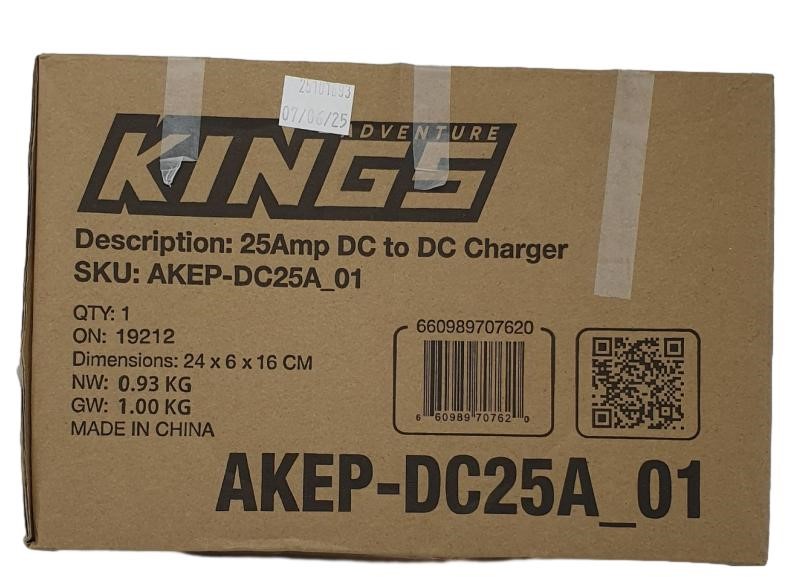 25101693
07/06/25
ADVENTURE
KINGS
Description: 25Amp DC to DC Charger
SKU: AKEP-DC25A_01
QTY: 1
ON: 19212
Dimensions: 24 x 6 x 16 CM
NW: 0.93 KG
GW: 1.00 KG
MADE IN CHINA
660989707620
6 60989 70762 0
AKEP-DC25A_01